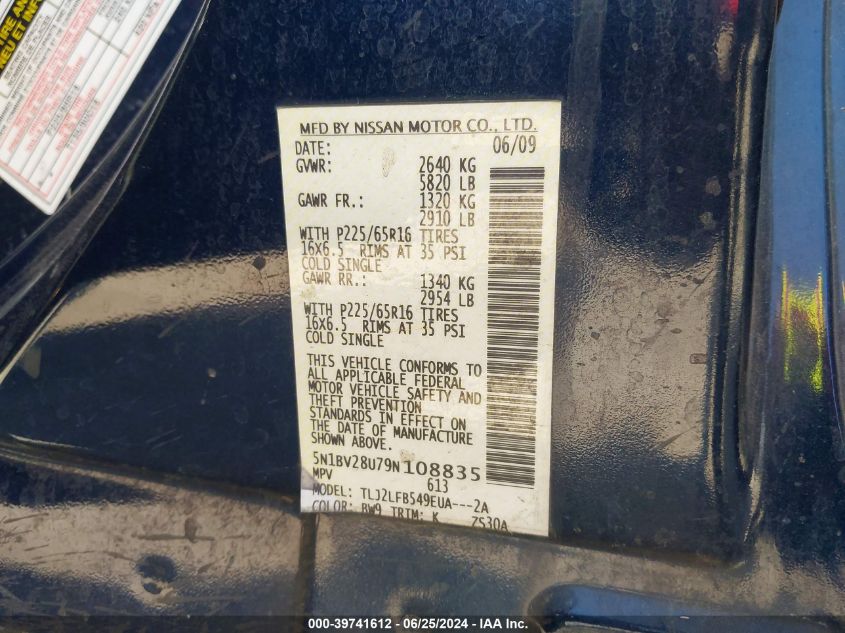 TIRE AND
MFD BY NISSAN MOTOR CO., LTD.
DATE: 06/09
GVWR: 2640 KG
5820 LB
GAWR FR.: 1320 KG
2910 LB
WITH P225/65R16 TIRES
16X6.5 RIMS AT 35 PSI
COLD SINGLE
GAWR RR.: 1340 KG
2954 LB
WITH P225/65R16 TIRES
16X6.5 RIMS AT 35 PSI
COLD SINGLE
THIS VEHICLE CONFORMS TO
ALL APPLICABLE FEDERAL
MOTOR VEHICLE SAFETY AND
THEFT PREVENTION
STANDARDS IN EFFECT ON
THE DATE OF MANUFACTURE
SHOWN ABOVE.
5N1BV28U79N108835
MPV 613
MODEL: TLJ2LFB549EUA---2A
COLOR: BW9 TRIM: K ZS30A
000-39741612 - 06/25/2024 - IAA Inc.